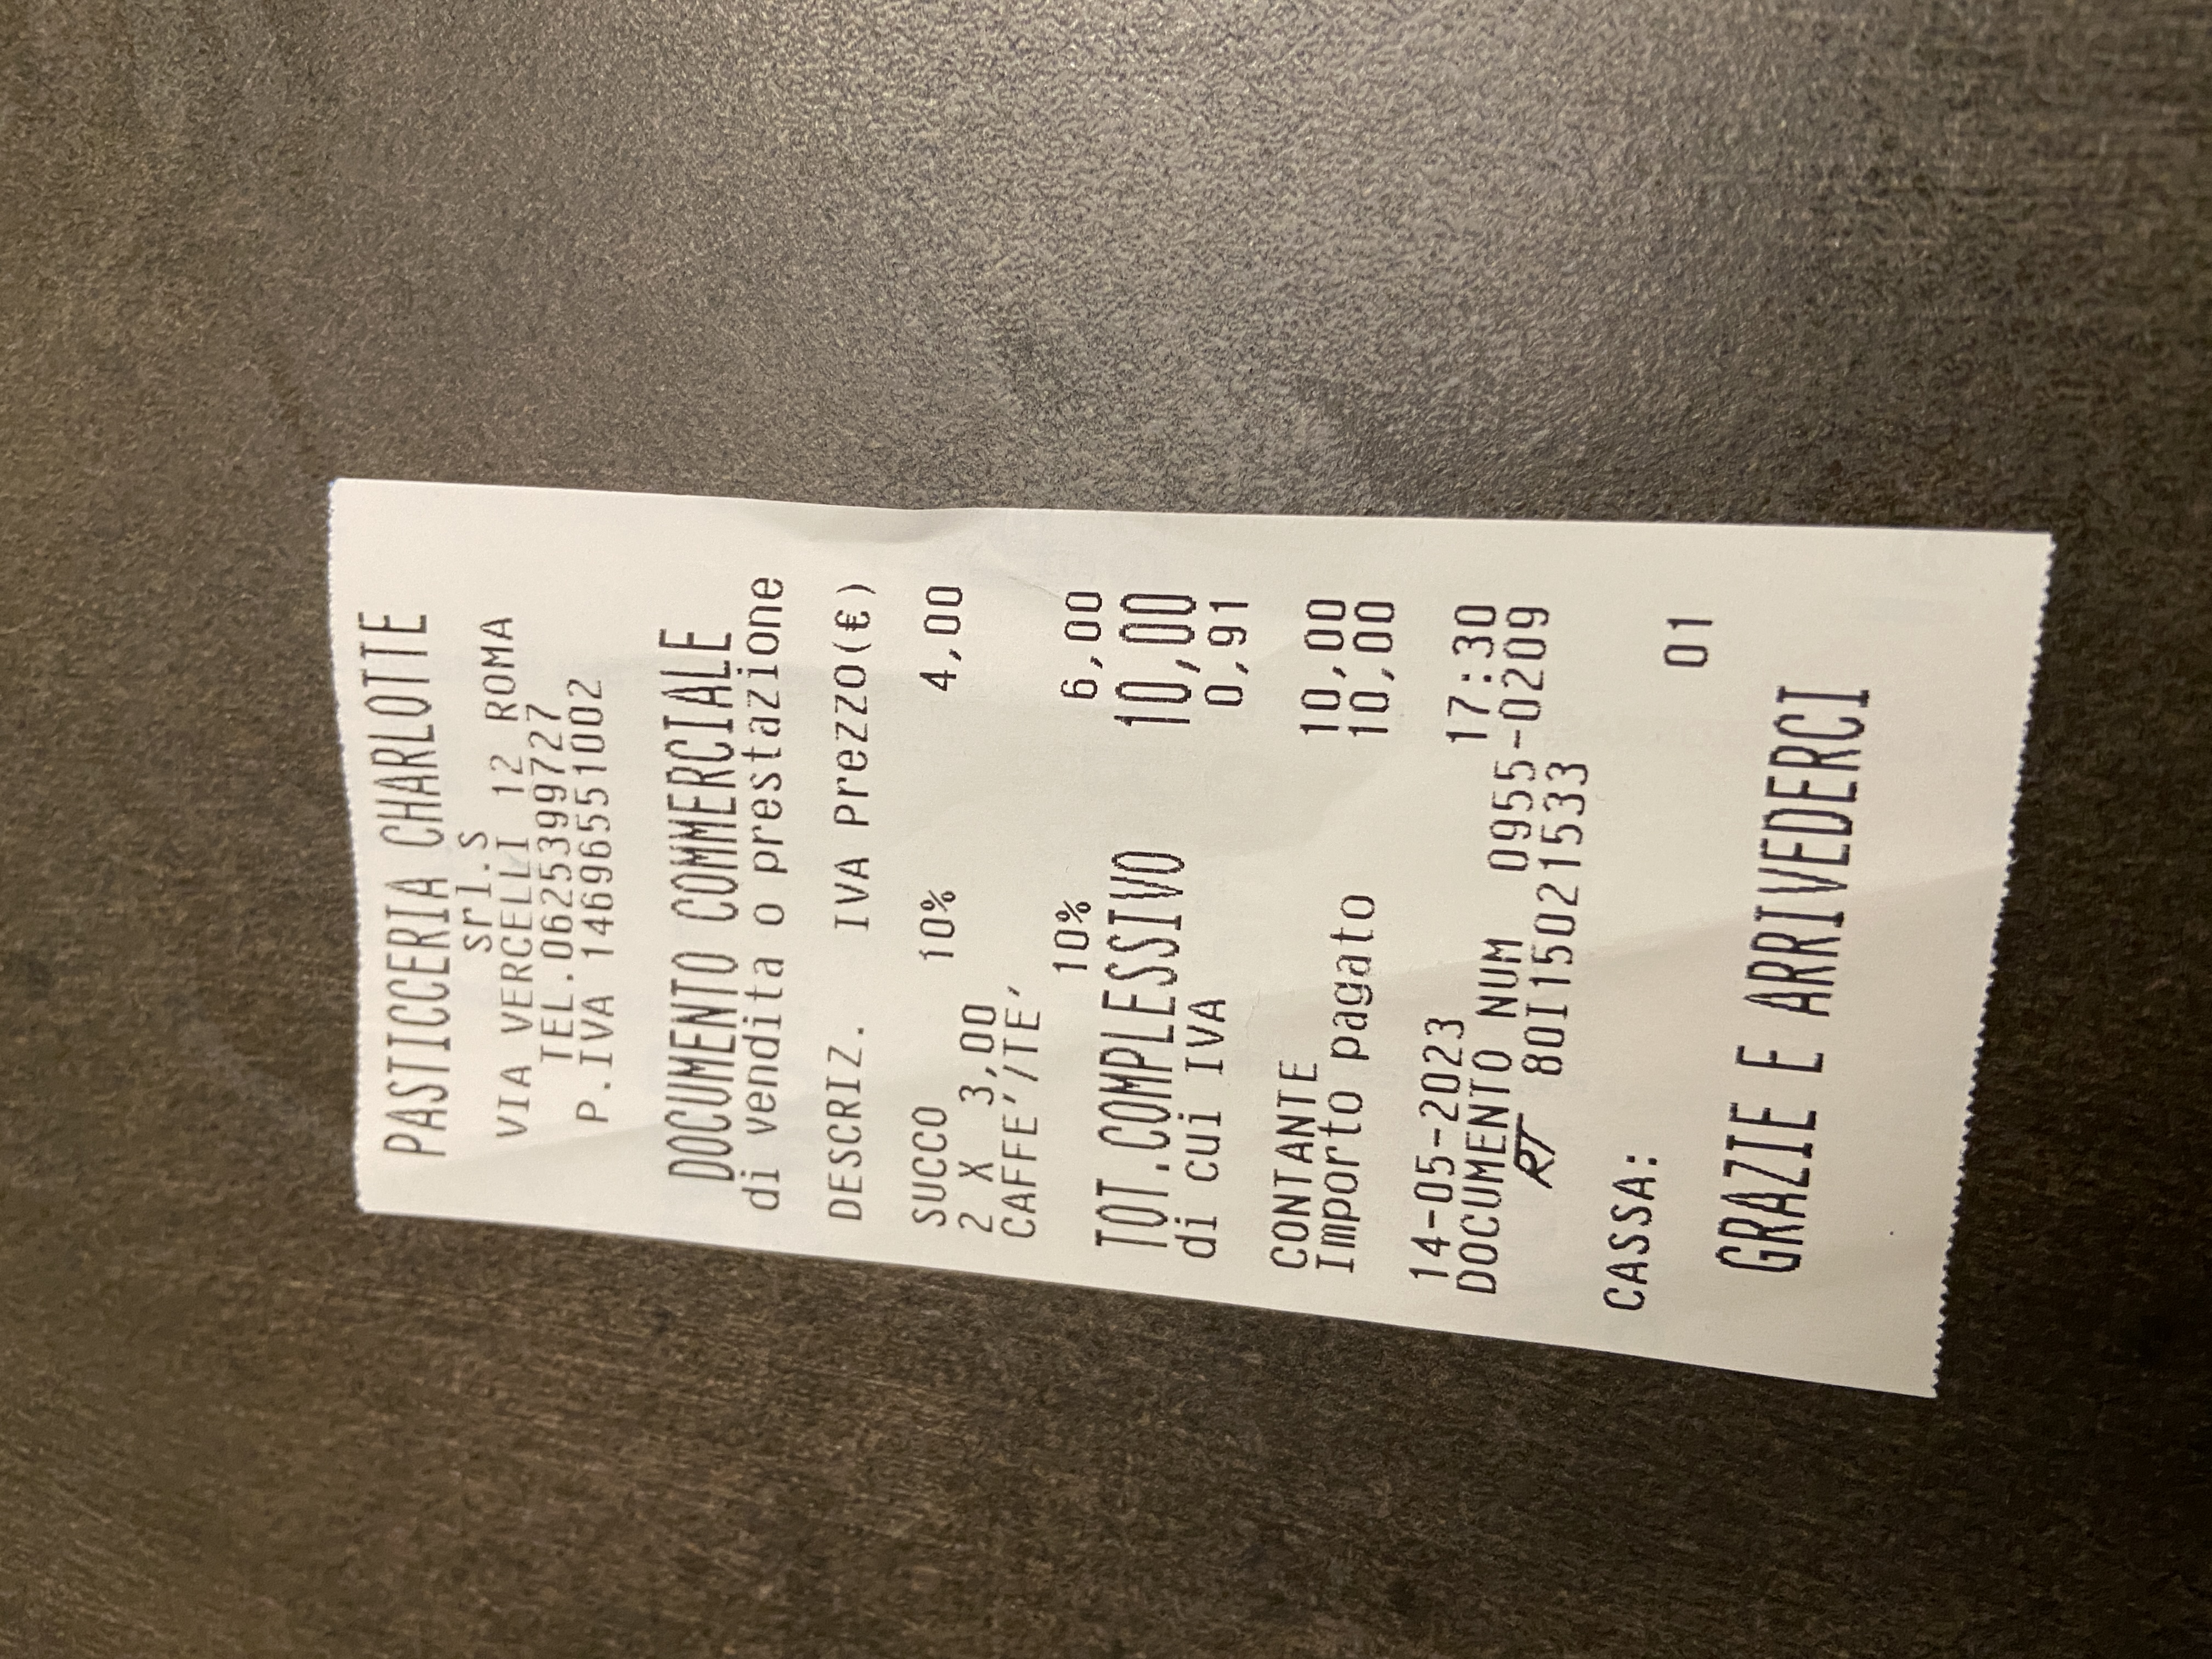 PASTICCERIA CHARLOTTE
srl.s
VIA VERCELLI 12 ROMA
TEL.0625399727
P.IVA 14696551002
DOCUMENTO COMMERCIALE
di vendita o prestazione
DESCRIZ. IVA Prezzo(€)
SUCCO 10% 4,00
2 X 3,00
CAFFE'/TE'
10% 6,00
TOT.COMPLESSIVO 10,00
di cui IVA 0,91
CONTANTE 10,00
Importo pagato 10,00
14-05-2023 17:30
DOCUMENTO NUM 0955-0209
RT 80I15021533
CASSA: 01
GRAZIE E ARRIVEDERCI